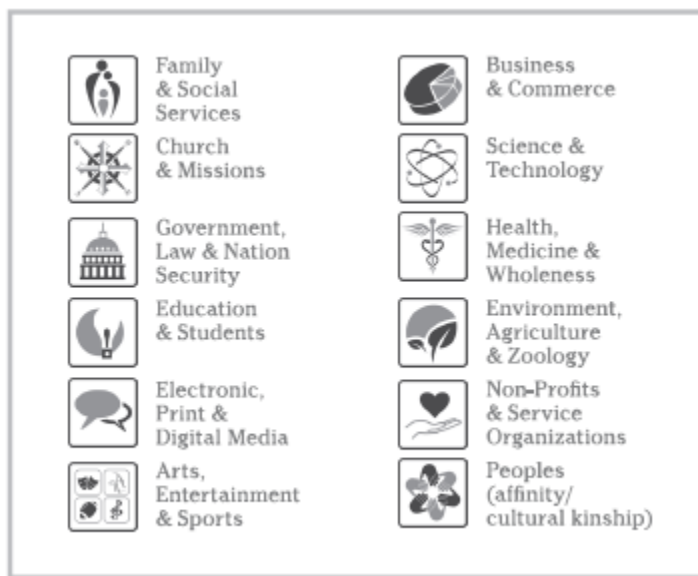 Family
& Social
Services
Church
& Missions
Government,
Law & Nation
Security
Education
& Students
Electronic,
Print &
Digital Media
Arts,
Entertainment
& Sports
Business
& Commerce
Science &
Technology
Health,
Medicine &
Wholeness
Environment,
Agriculture
& Zoology
Non-Profits
& Service
Organizations
Peoples
(affinity/
cultural kinship)